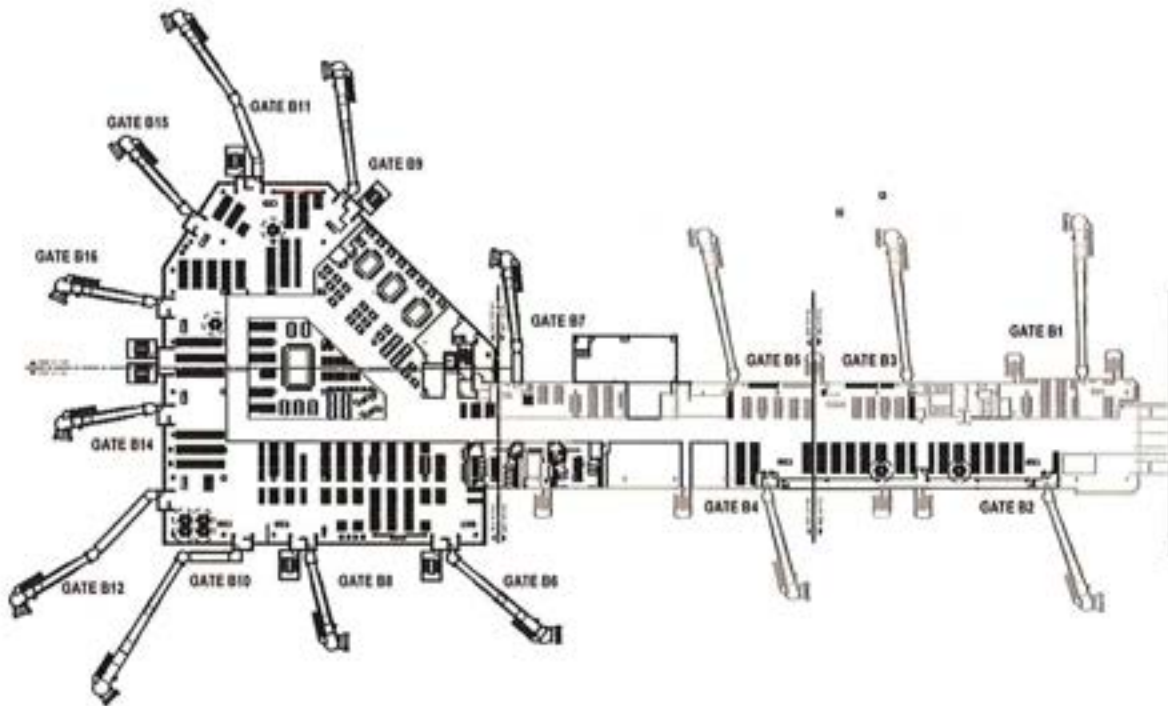 GATE B11
GATE B15
GATE B9
GATE B16
GATE B7
GATE B5
GATE B3
GATE B1
GATE B14
GATE B4
GATE B2
GATE B12
GATE B10
GATE B8
GATE B6